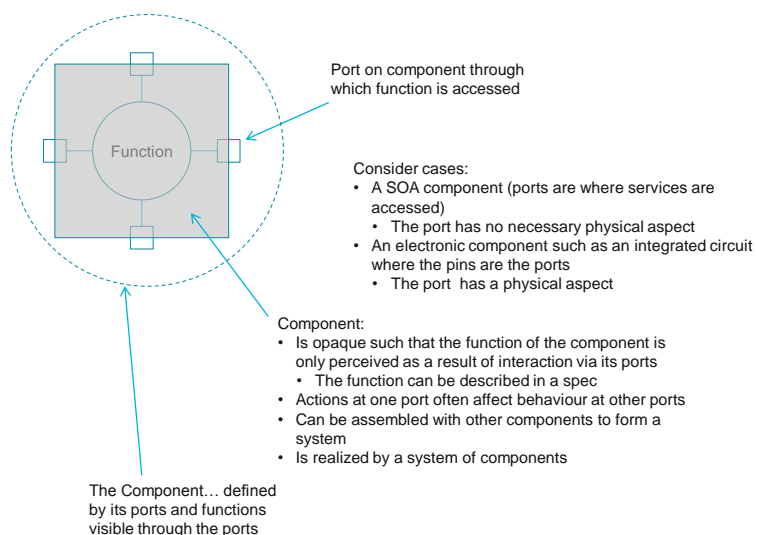 Port on component through
which function is accessed
Function
Consider cases:
• A SOA component (ports are where services are
accessed)
• The port has no necessary physical aspect
• An electronic component such as an integrated circuit
where the pins are the ports
• The port  has a physical aspect
Component:
• Is opaque such that the function of the component is
only perceived as a result of interaction via its ports
• The function can be described in a spec
• Actions at one port often affect behaviour at other ports
• Can be assembled with other components to form a
system
• Is realized by a system of components
The Component… defined
by its ports and functions
visible through the ports